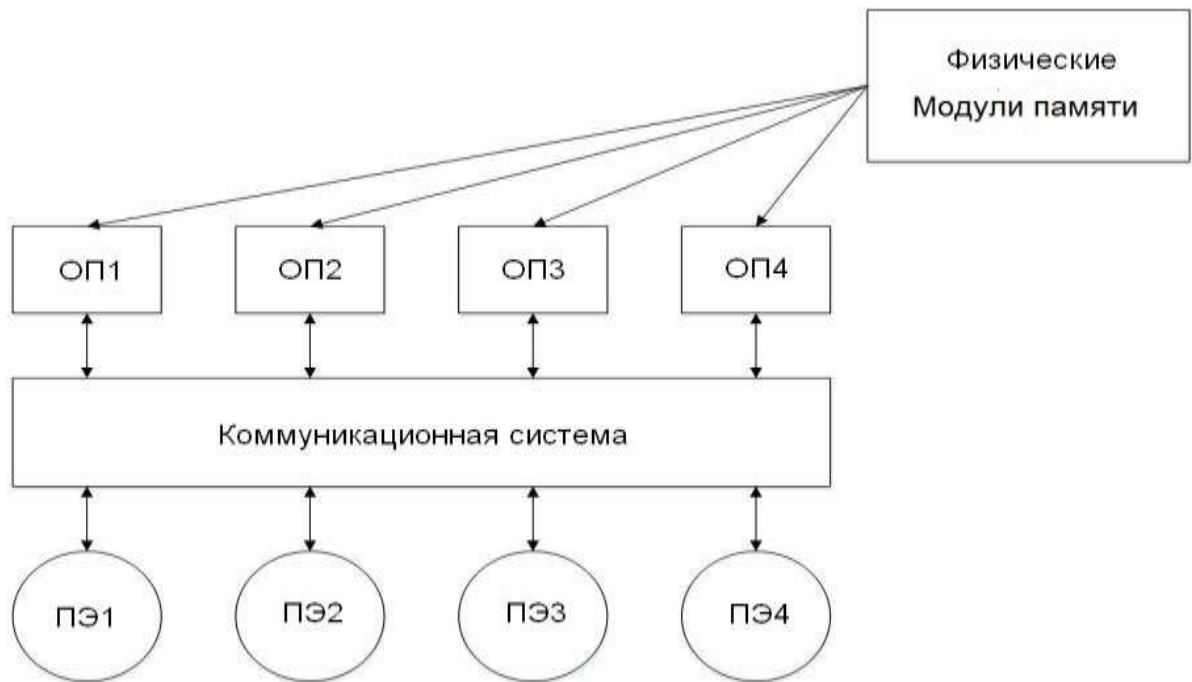 Физические
Модули памяти
ОП1
ОП2
ОП3
ОП4
Коммуникационная система
ПЭ1
ПЭ2
ПЭ3
ПЭ4